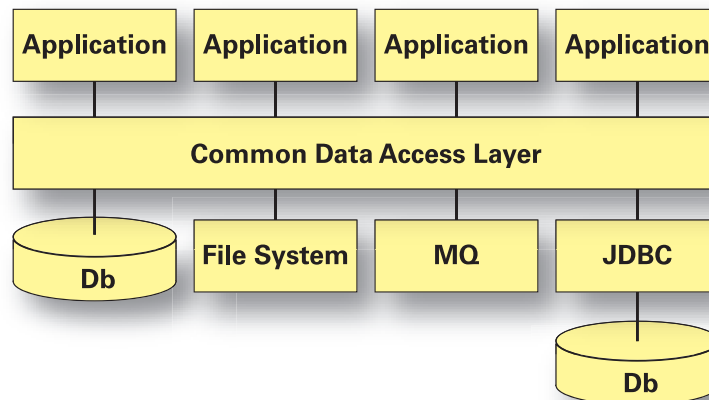 Application
Application
Application
Application
Common Data Access Layer
File System
MQ
JDBC
Db
Db